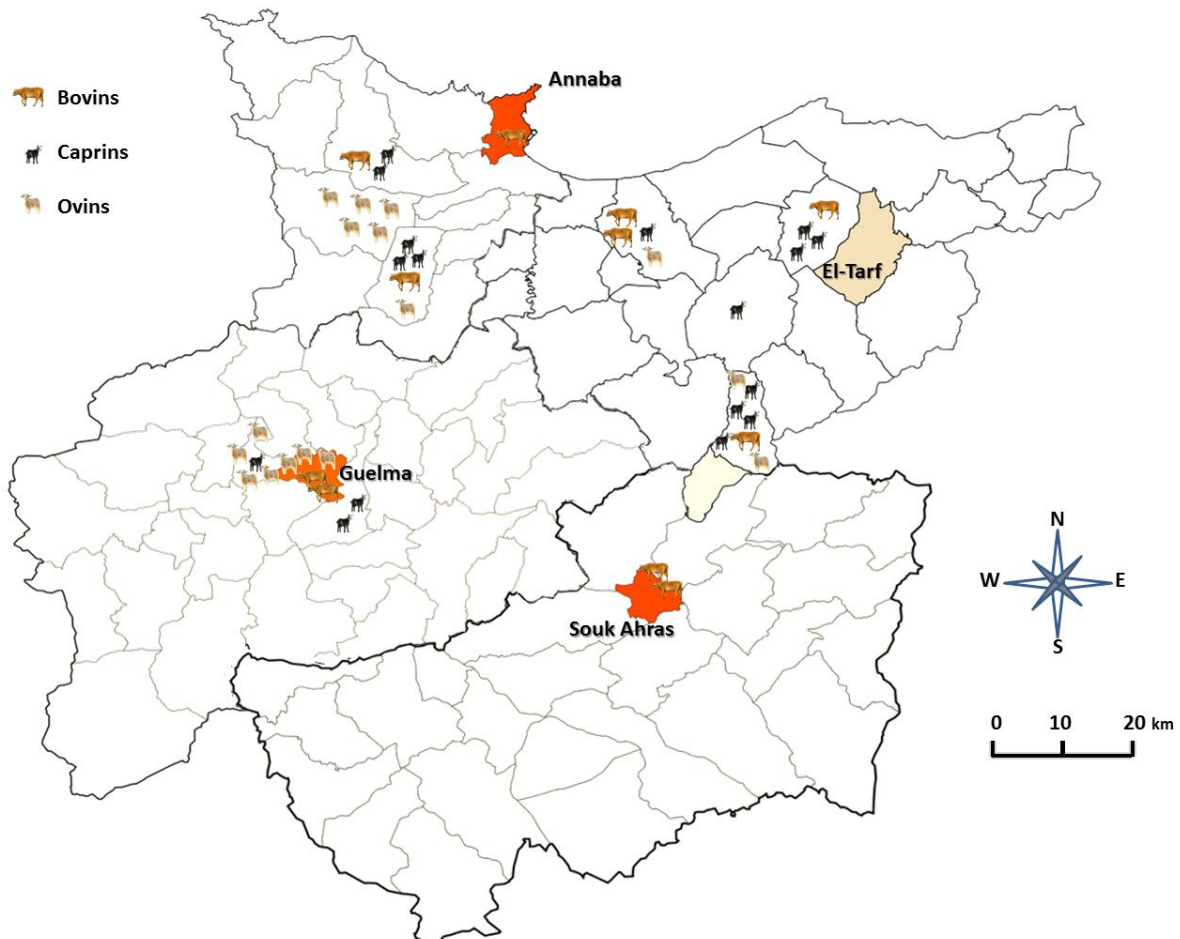 Annaba
Bovins
Caprins
Ovins
El-Tarf
Guelma
Souk Ahras
N
W E
S
0 10 20 km